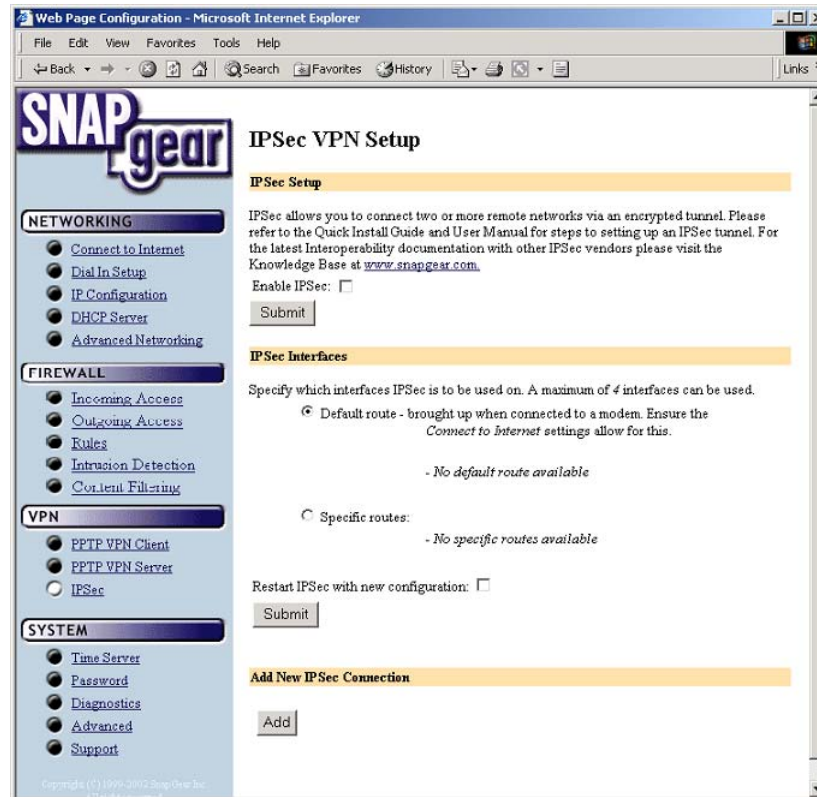 Web Page Configuration - Microsoft Internet Explorer
File Edit View Favorites Tools Help
Back Search Favorites History Links
SNAP
gear
IPSec VPN Setup
IPSec Setup
IPSec allows you to connect two or more remote networks via an encrypted tunnel. Please
refer to the Quick Install Guide and User Manual for steps to setting up an IPSec tunnel. For
the latest Interoperability documentation with other IPSec vendors please visit the
Knowledge Base at www.snapgear.com.
Enable IPSec:
Submit
IPSec Interfaces
Specify which interfaces IPSec is to be used on. A maximum of 4 interfaces can be used.
Default route - brought up when connected to a modem. Ensure the
Connect to Internet settings allow for this.
- No default route available
Specific routes:
- No specific routes available
Restart IPSec with new configuration:
Submit
Add New IPSec Connection
Add
NETWORKING
Connect to Internet
Dial In Setup
IP Configuration
DHCP Server
Advanced Networking
FIREWALL
Incoming Access
Outgoing Access
Rules
Intrusion Detection
Content Filtering
VPN
PPTP VPN Client
PPTP VPN Server
IPSec
SYSTEM
Time Server
Password
Diagnostics
Advanced
Support
Copyright (C) 1999-2002 SnapGear Inc.